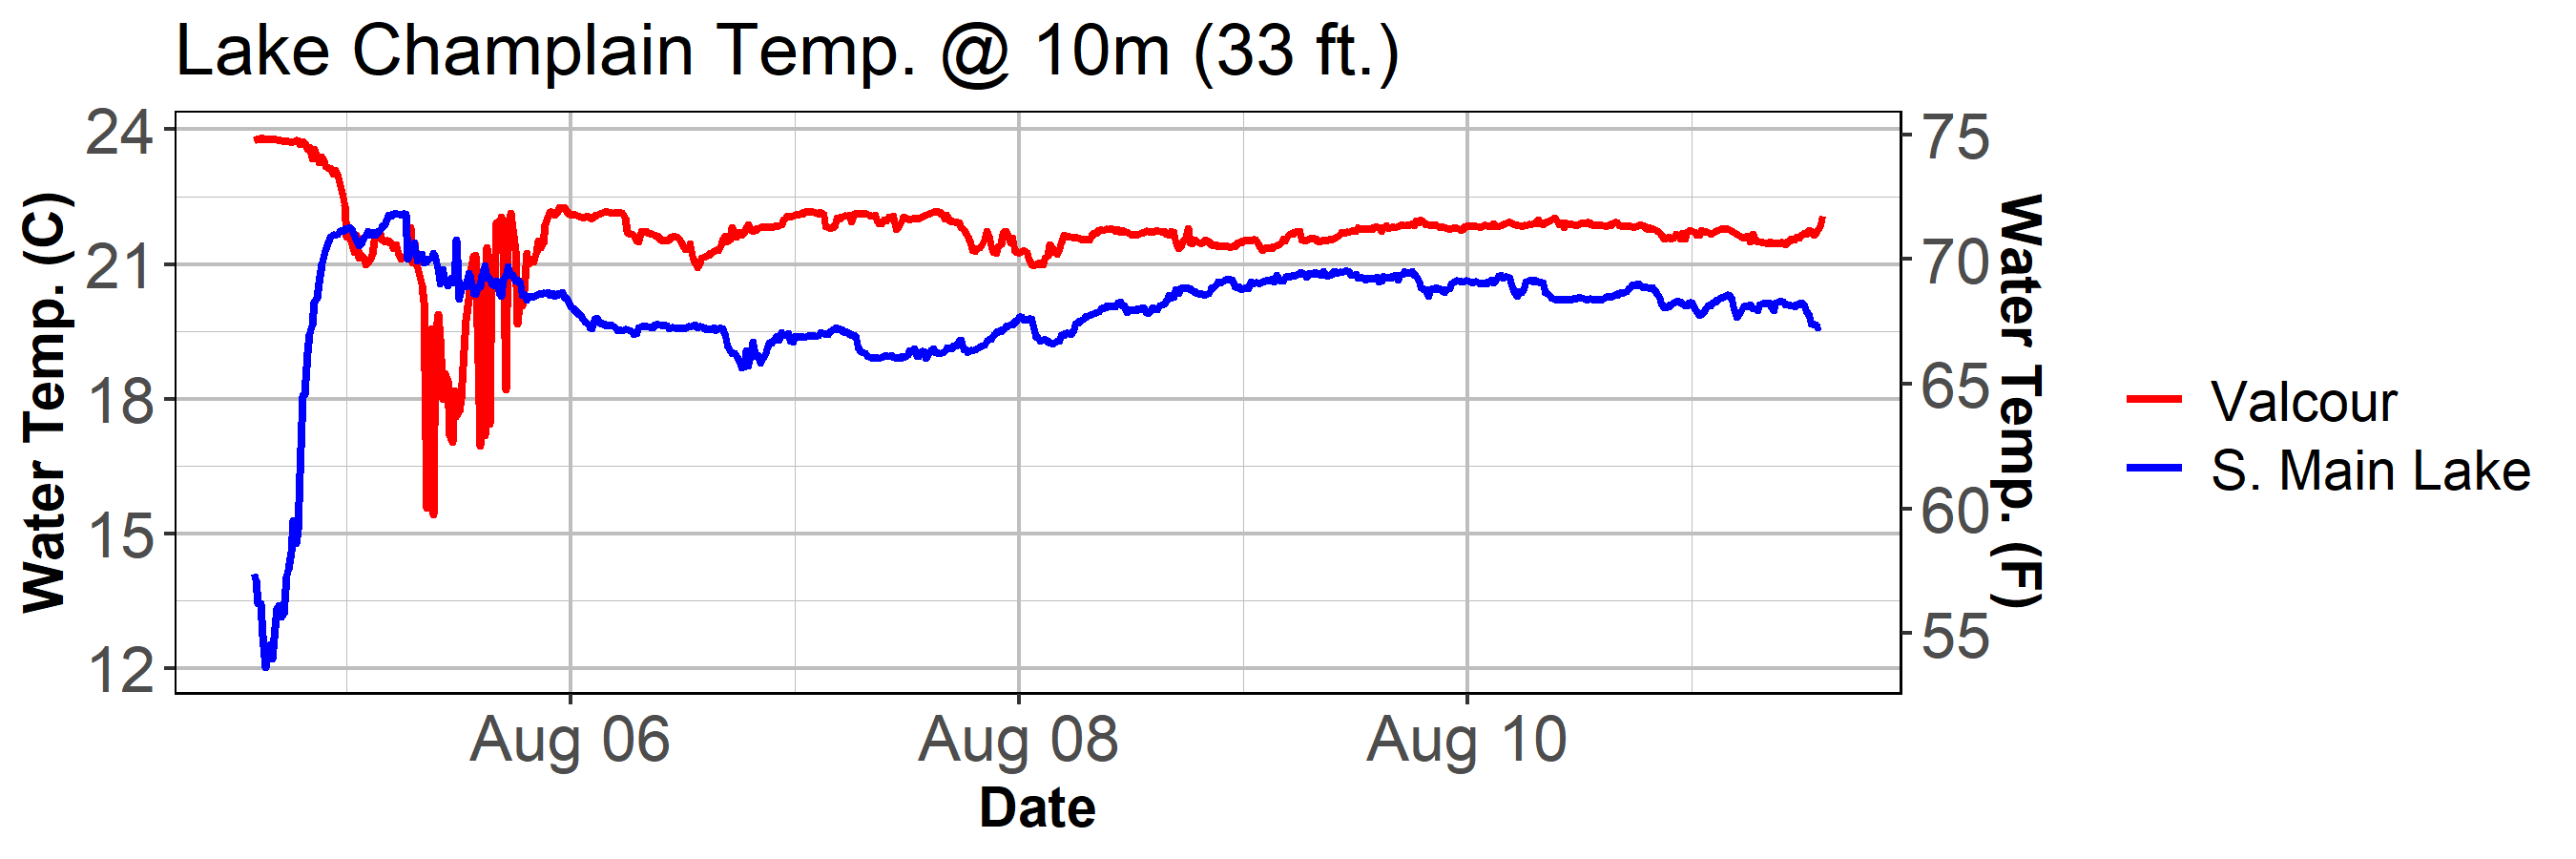 Lake Champlain Temp. @ 10m (33 ft.)
Water Temp. (C)
24
21
18
15
12
75
70
65
60
55
Water Temp. (F)
Aug 06
Aug 08
Aug 10
Date
Valcour
S. Main Lake